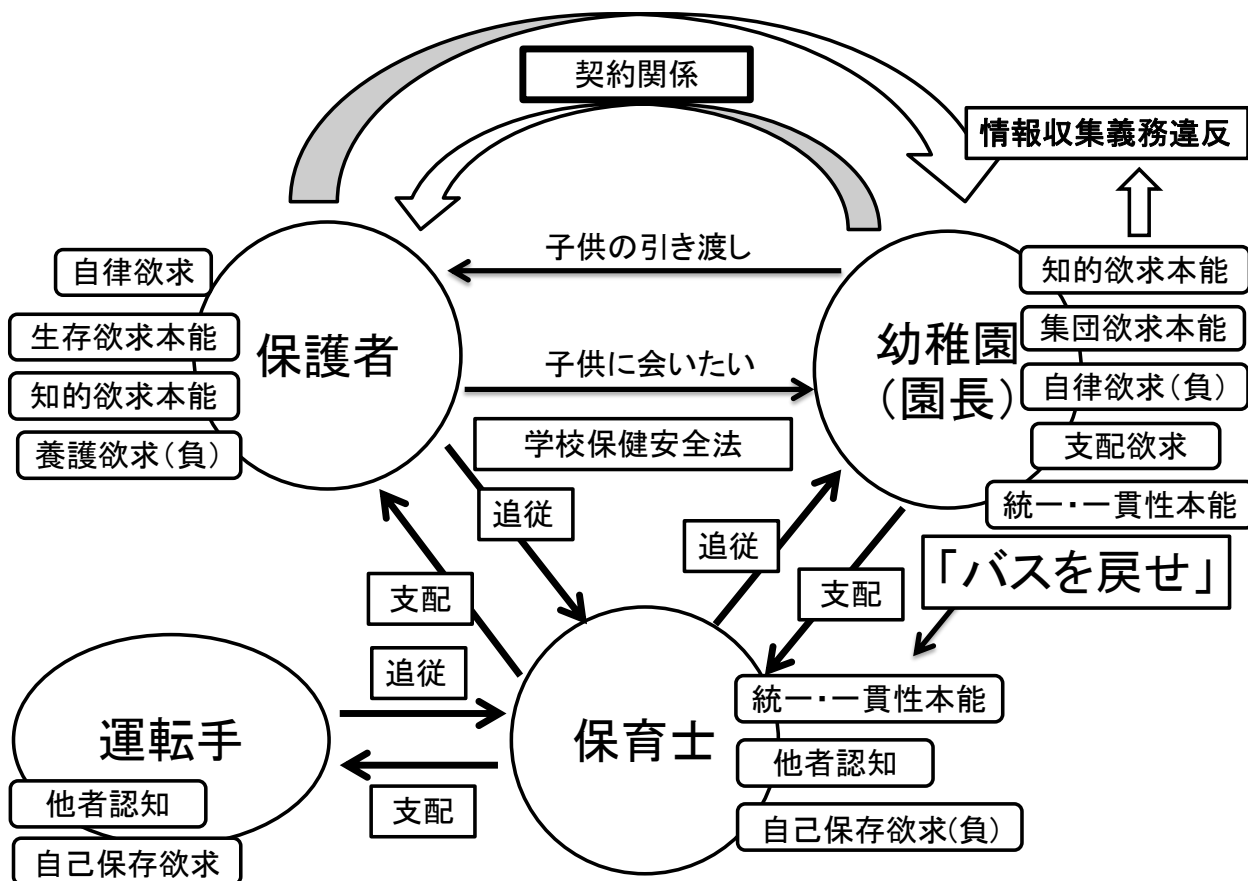 契約関係
情報収集義務違反
子供の引き渡し
自律欲求
生存欲求本能
知的欲求本能
養護欲求(負)
保護者
子供に会いたい
学校保健安全法
幼稚園
(園長)
知的欲求本能
集団欲求本能
自律欲求(負)
支配欲求
統一・一貫性本能
追従
支配
追従
支配
「バスを戻せ」
運転手
他者認知
自己保存欲求
追従
支配
保育士
統一・一貫性本能
他者認知
自己保存欲求(負)